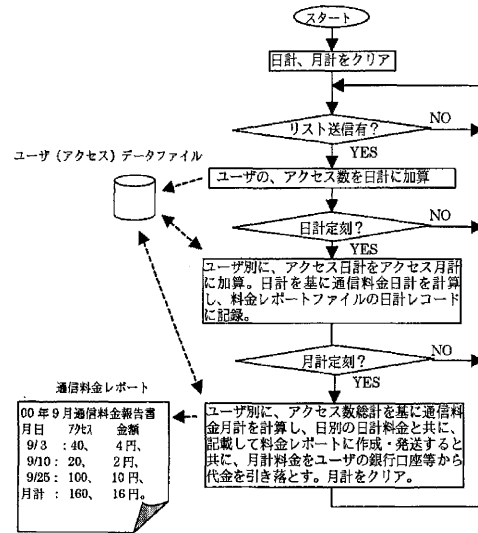 スタート
日計、月計をクリア
リスト送信有?
NO
YES
ユーザ（アクセス）データファイル
ユーザの、アクセス数を日計に加算
日計定刻?
NO
YES
ユーザ別に、アクセス日計をアクセス月計
に加算。日計を基に通信料金日計を計算
し、料金レポートファイルの日計レコード
に記録。
月計定刻?
NO
YES
通信料金レポート
00年9月通信料金報告書
月日 ｱｸｾｽ 金額
9/3 :40、 4円、
9/10: 20、 2円、
9/25: 100、 10円、
月計 : 160、 16円。
ユーザ別に、アクセス数総計を基に通信料
金月計を計算し、日別の日計料金と共に、
記載して料金レポートに作成・発送すると
共に、月計料金をユーザの銀行口座等から
代金を引き落とす。月計をクリア。